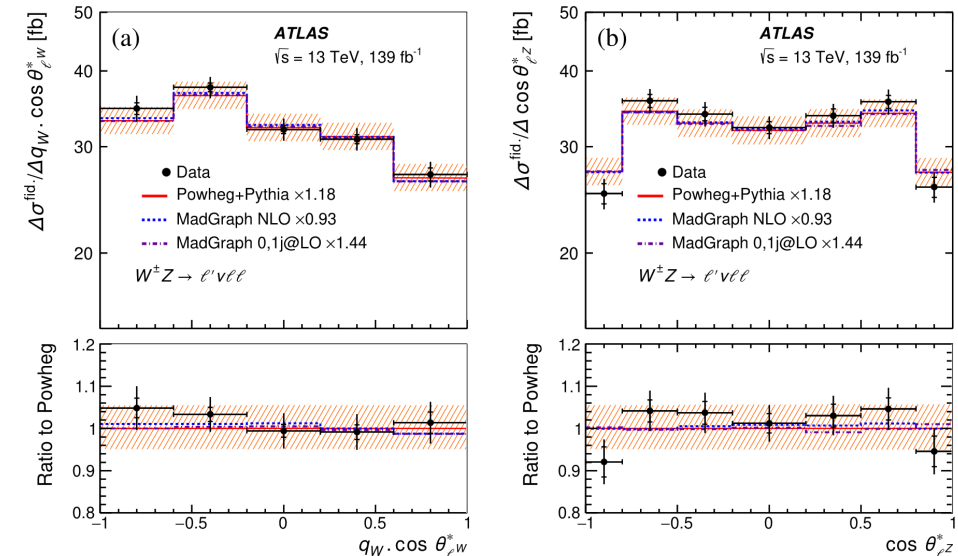 (a)
ATLAS
√s = 13 TeV, 139 fb⁻¹
Δσ^fid./Δq_W · cos θ*_ℓW [fb]
50
40
30
20
Data
Powheg+Pythia ×1.18
MadGraph NLO ×0.93
MadGraph 0,1j@LO ×1.44
W±Z → ℓ'νℓℓ
Ratio to Powheg
1.2
1.1
1
0.9
0.8
−1 −0.5 0 0.5 1
q_W · cos θ*_ℓW
(b)
ATLAS
√s = 13 TeV, 139 fb⁻¹
Δσ^fid./Δ cos θ*_ℓZ [fb]
50
40
30
20
Data
Powheg+Pythia ×1.18
MadGraph NLO ×0.93
MadGraph 0,1j@LO ×1.44
W±Z → ℓ'νℓℓ
Ratio to Powheg
1.2
1.1
1
0.9
0.8
−1 −0.5 0 0.5 1
cos θ*_ℓZ